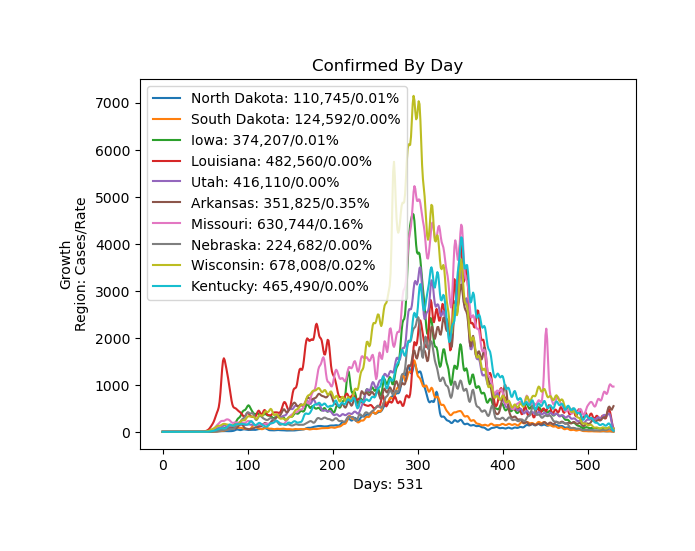 Confirmed By Day
North Dakota: 110,745/0.01%
South Dakota: 124,592/0.00%
Iowa: 374,207/0.01%
Louisiana: 482,560/0.00%
Utah: 416,110/0.00%
Arkansas: 351,825/0.35%
Missouri: 630,744/0.16%
Nebraska: 224,682/0.00%
Wisconsin: 678,008/0.02%
Kentucky: 465,490/0.00%
Growth
Region: Cases/Rate
7000
6000
5000
4000
3000
2000
1000
0
0 100 200 300 400 500
Days: 531